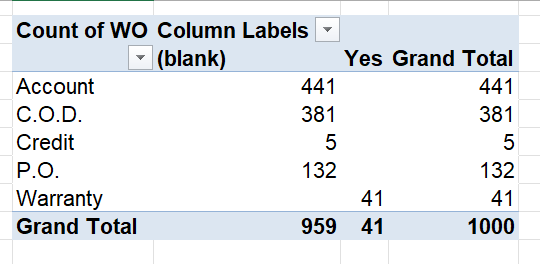 Count of WO Column Labels
(blank) Yes Grand Total
Account 441 441
C.O.D. 381 381
Credit 5 5
P.O. 132 132
Warranty 41 41
Grand Total 959 41 1000